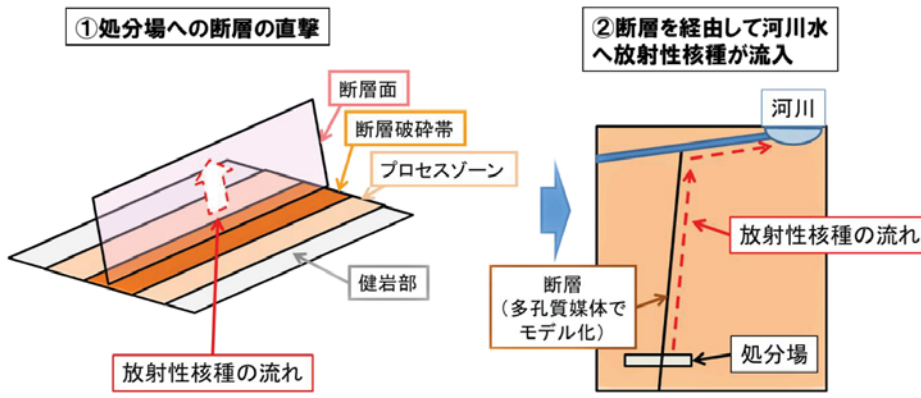 ①処分場への断層の直撃
断層面
断層破砕帯
プロセスゾーン
健岩部
放射性核種の流れ
②断層を経由して河川水
へ放射性核種が流入
河川
放射性核種の流れ
断層
（多孔質媒体で
モデル化）
処分場